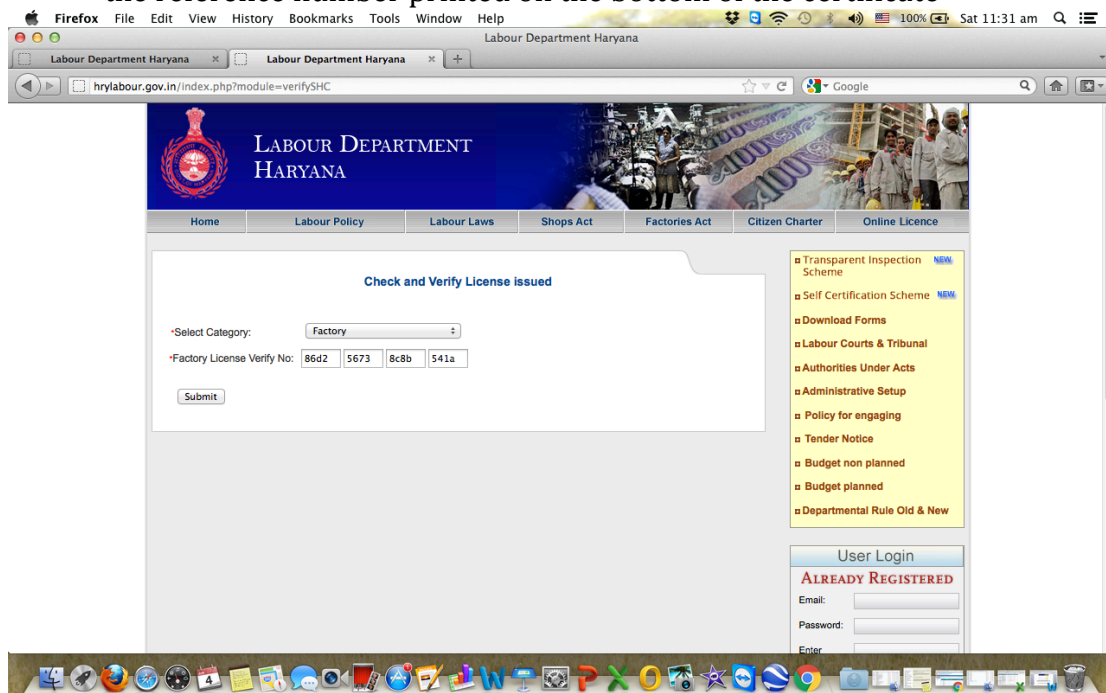 the reference number printed on the bottom of the certificate
Firefox File Edit View History Bookmarks Tools Window Help 100% Sat 11:31 am
Labour Department Haryana
Labour Department Haryana × Labour Department Haryana × +
hrylabour.gov.in/index.php?module=verifySHC Google
LABOUR DEPARTMENT
HARYANA
Home Labour Policy Labour Laws Shops Act Factories Act Citizen Charter Online Licence
Check and Verify License issued
*Select Category: Factory
*Factory License Verify No: 86d2 5673 8c8b 541a
Submit
Transparent Inspection NEW
Scheme
Self Certification Scheme NEW
Download Forms
Labour Courts & Tribunal
Authorities Under Acts
Administrative Setup
Policy for engaging
Tender Notice
Budget non planned
Budget planned
Departmental Rule Old & New
User Login
ALREADY REGISTERED
Email:
Password:
Enter